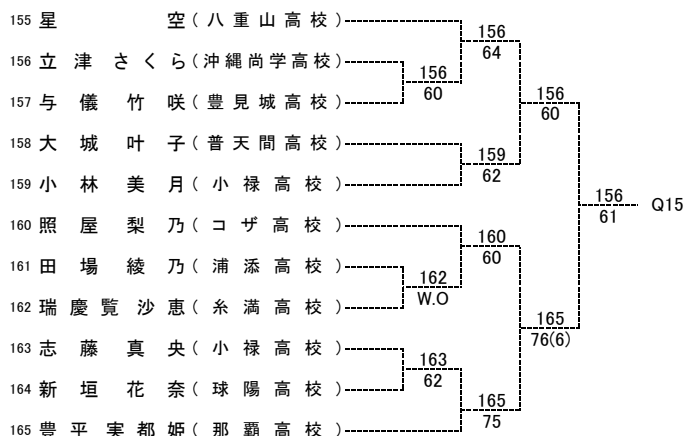 155 星空(八重山高校)
156
64
156 立津さくら(沖縄尚学高校)
156
60
157 与儀竹咲(豊見城高校)
156
60
158 大城叶子(普天間高校)
159
62
159 小林美月(小禄高校)
156
61
Q15
160 照屋梨乃(コザ高校)
160
60
161 田場綾乃(浦添高校)
162
W.O
162 瑞慶覧沙恵(糸満高校)
165
76(6)
163 志藤真央(小禄高校)
163
62
164 新垣花奈(球陽高校)
165
75
165 豊平実都姫(那覇高校)